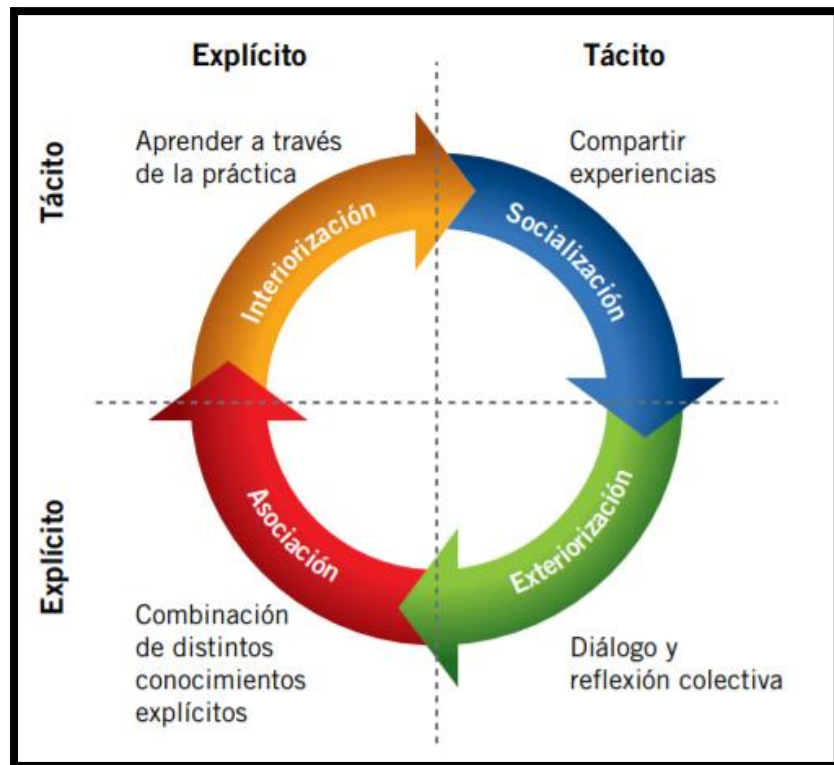 Explícito
Tácito
Tácito
Aprender a través
de la práctica
Compartir
experiencias
Interiorización
Socialización
Explícito
Asociación
Exteriorización
Combinación
de distintos
conocimientos
explícitos
Diálogo y
reflexión colectiva